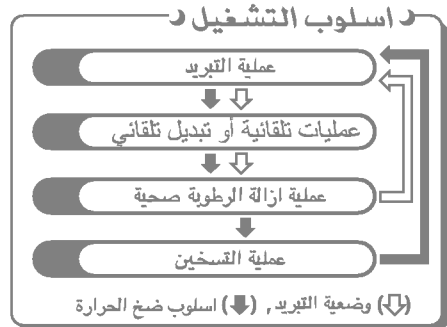 اسلوب التشغيل
عملية التبريد
عمليات تلقائية أو تبديل تلقائي
عملية ازالة الرطوبة صحية
عملية التسخين
(⇩) وضعية التبريد , (⬇) اسلوب ضخ الحرارة